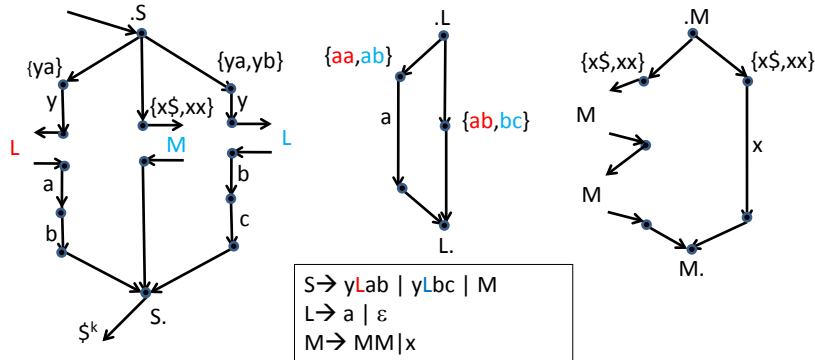 .S
{ya}
{ya,yb}
y
{x$,xx}
y
L
M
L
a
b
b
c
S.
$ᵏ
.L
{aa,ab}
a
{ab,bc}
L.
.M
{x$,xx}
{x$,xx}
M
x
M
M.
S→ yLab | yLbc | M
L→ a | ε
M→ MM|x